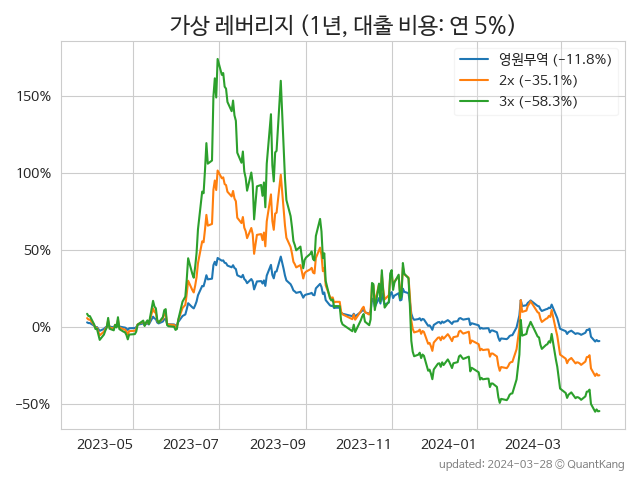 가상 레버리지 (1년, 대출 비용: 연 5%)
영원무역 (−11.8%)
2x (−35.1%)
3x (−58.3%)
150%
100%
50%
0%
−50%
2023-05 2023-07 2023-09 2023-11 2024-01 2024-03
updated: 2024-03-28 © QuantKang